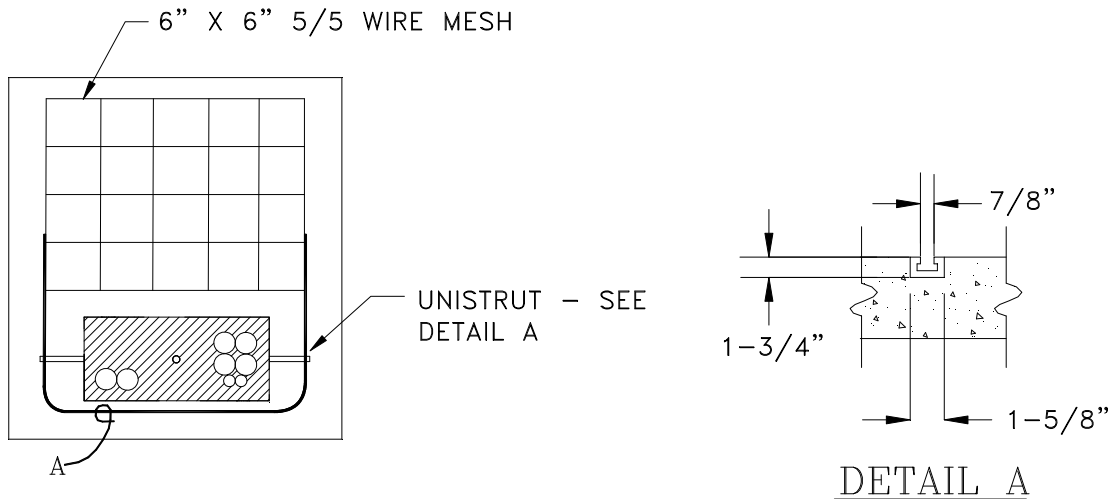 6” X 6” 5/5 WIRE MESH
UNISTRUT – SEE
DETAIL A
A
7/8”
1-3/4”
1-5/8”
DETAIL A